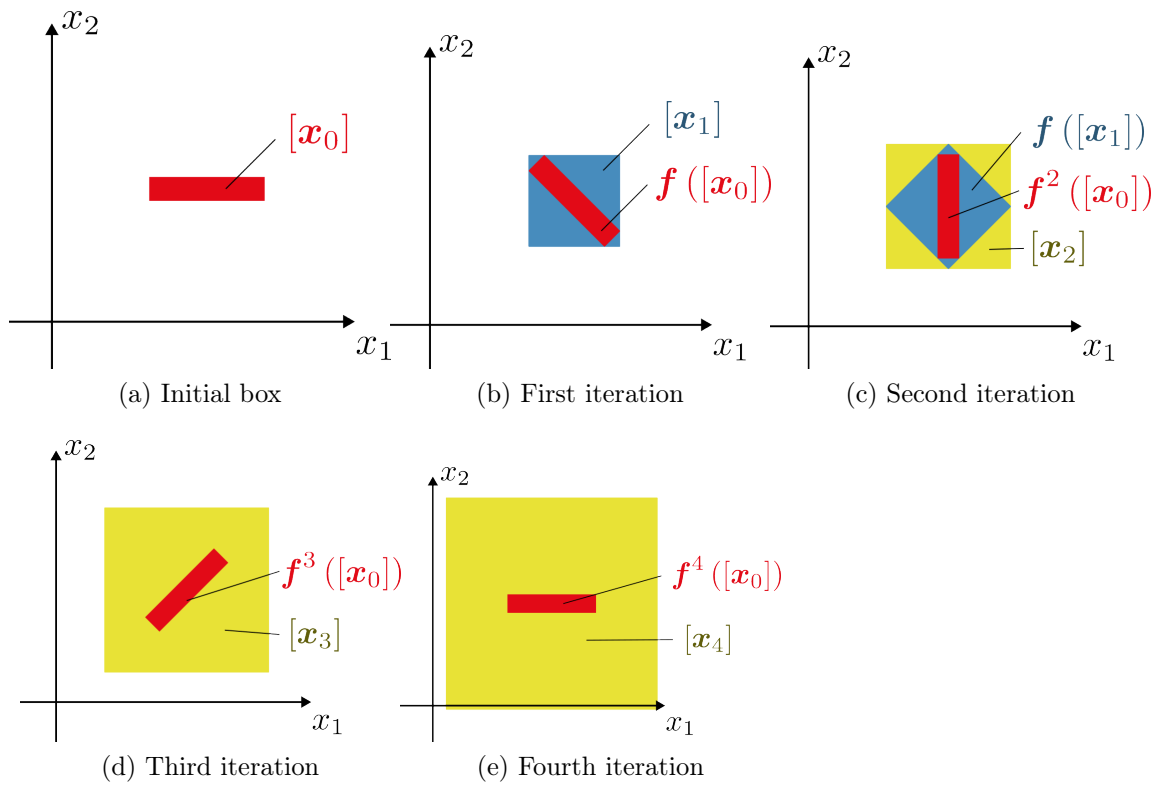 x₂
[x₀]
x₁
(a) Initial box
x₂
[x₁]
f ([x₀])
x₁
(b) First iteration
x₂
f ([x₁])
f² ([x₀])
[x₂]
x₁
(c) Second iteration
x₂
f³ ([x₀])
[x₃]
x₁
(d) Third iteration
x₂
f⁴ ([x₀])
[x₄]
x₁
(e) Fourth iteration